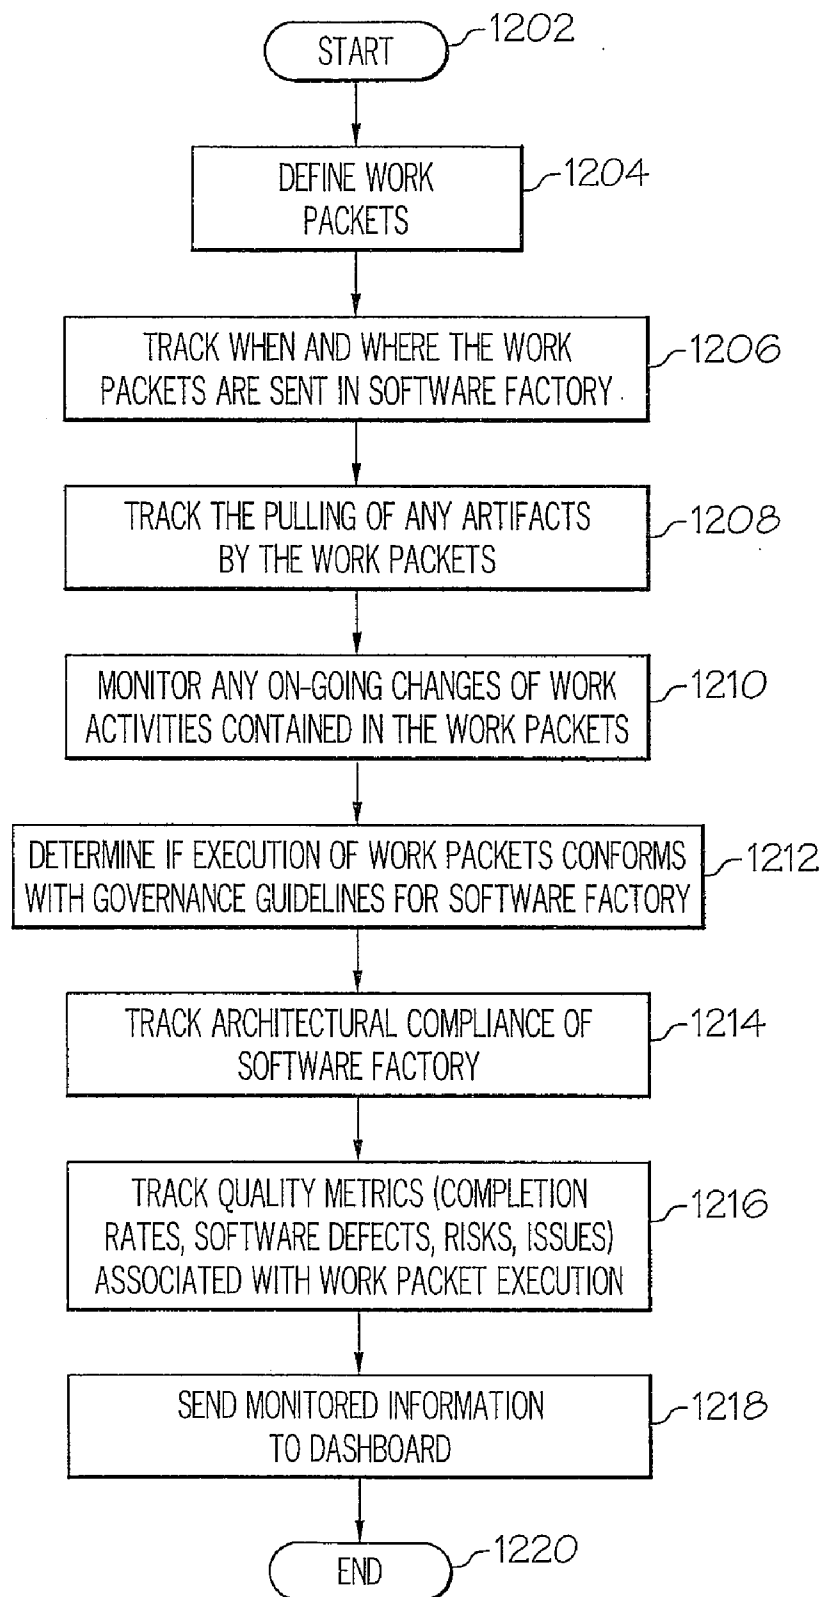 START
1202
DEFINE WORK
PACKETS
1204
TRACK WHEN AND WHERE THE WORK
PACKETS ARE SENT IN SOFTWARE FACTORY
1206
TRACK THE PULLING OF ANY ARTIFACTS
BY THE WORK PACKETS
1208
MONITOR ANY ON-GOING CHANGES OF WORK
ACTIVITIES CONTAINED IN THE WORK PACKETS
1210
DETERMINE IF EXECUTION OF WORK PACKETS CONFORMS
WITH GOVERNANCE GUIDELINES FOR SOFTWARE FACTORY
1212
TRACK ARCHITECTURAL COMPLIANCE OF
SOFTWARE FACTORY
1214
TRACK QUALITY METRICS (COMPLETION
RATES, SOFTWARE DEFECTS, RISKS, ISSUES)
ASSOCIATED WITH WORK PACKET EXECUTION
1216
SEND MONITORED INFORMATION
TO DASHBOARD
1218
END
1220